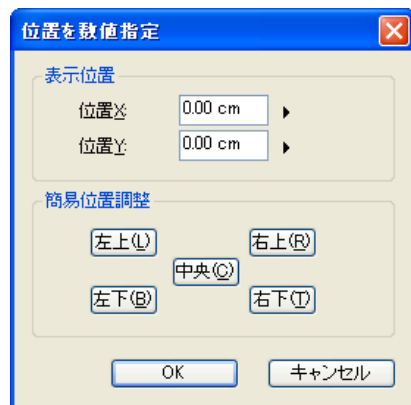 位置を数値指定
表示位置
位置X: 0.00 cm
位置Y: 0.00 cm
簡易位置調整
左上(L) 右上(R)
中央(C)
左下(B) 右下(T)
OK キャンセル